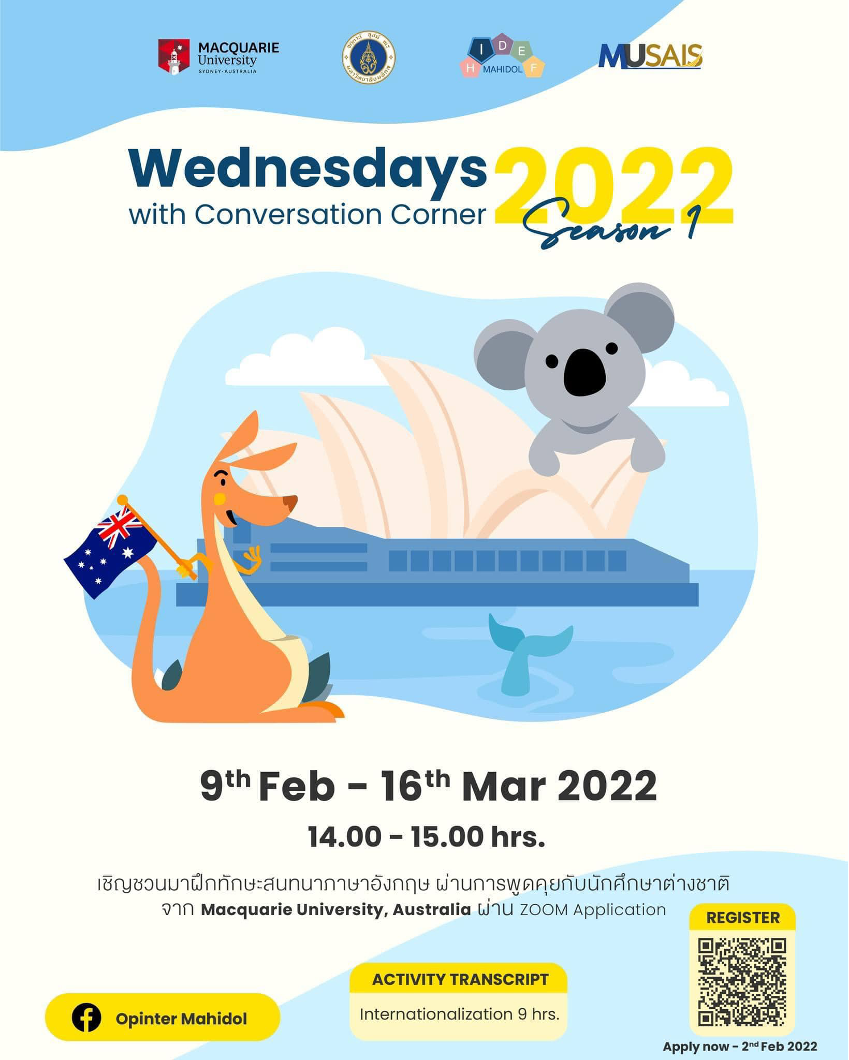 MACQUARIE
University
SYDNEY·AUSTRALIA
H I D E F
MAHIDOL
MUSAIS
Wednesdays 2022
with Conversation Corner
Season 1
9th Feb - 16th Mar 2022
14.00 - 15.00 hrs.
เชิญชวนมาฝึกทักษะสนทนาภาษาอังกฤษ ผ่านการพูดคุยกับนักศึกษาต่างชาติ
จาก Macquarie University, Australia ผ่าน ZOOM Application
REGISTER
ACTIVITY TRANSCRIPT
Internationalization 9 hrs.
Opinter Mahidol
Apply now - 2nd Feb 2022